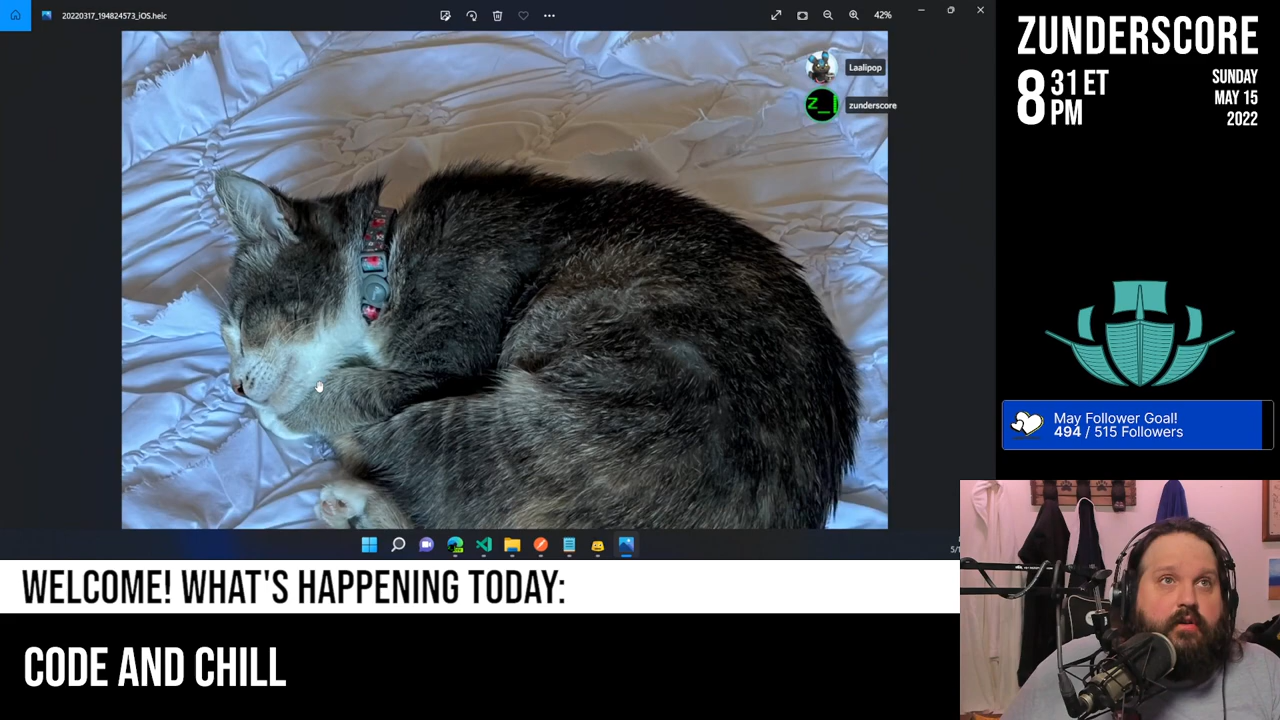 20220317_194824573_iOS.heic
42%
Laalipop
z_
zunderscore
ZUNDERSCORE
8 31 ET
PM
SUNDAY
MAY 15
2022
May Follower Goal!
494 / 515 Followers
WELCOME! WHAT'S HAPPENING TODAY:
CODE AND CHILL